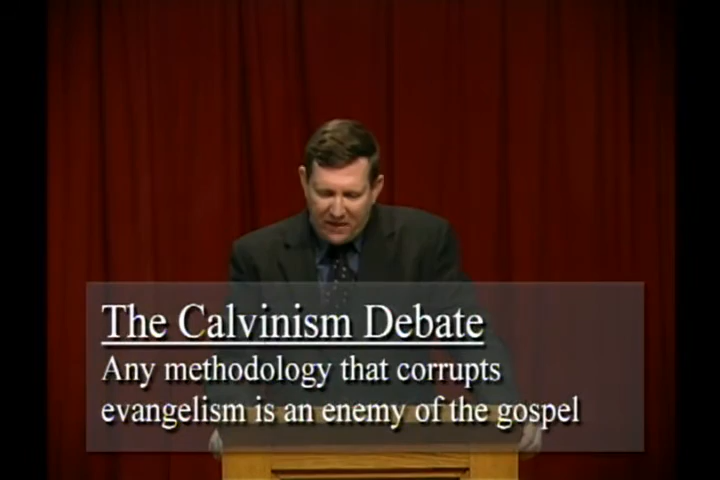 The Calvinism Debate
Any methodology that corrupts
evangelism is an enemy of the gospel